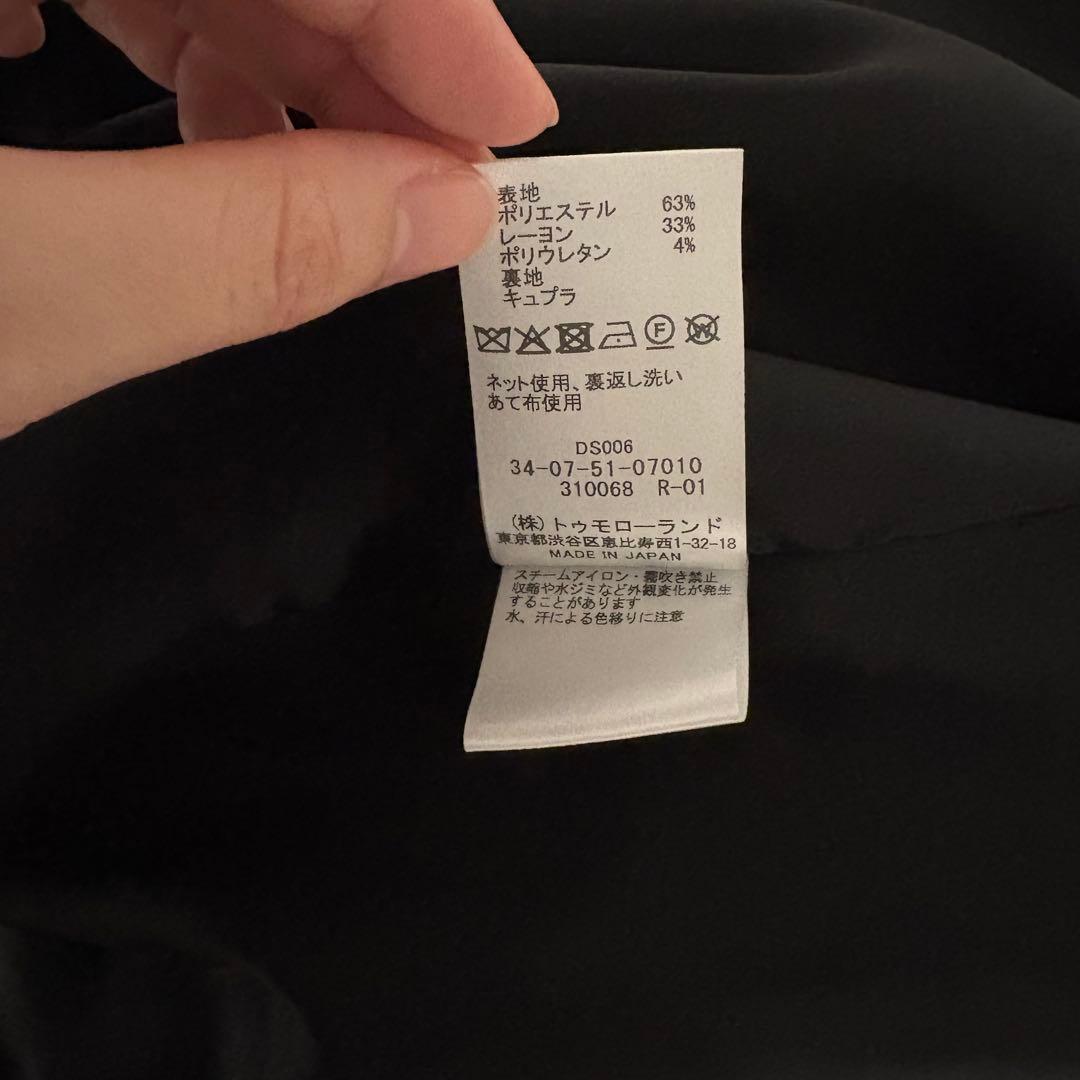 表地
ポリエステル 63%
レーヨン 33%
ポリウレタン 4%
裏地
キュプラ
F W
ネット使用、裏返し洗い
あて布使用
DS006
34-07-51-07010
310068 R-01
(株)トゥモローランド
東京都渋谷区恵比寿西1-32-18
MADE IN JAPAN
スチームアイロン・霧吹き禁止
収縮や水ジミなど外観変化が発生
することがあります
水、汗による色移りに注意